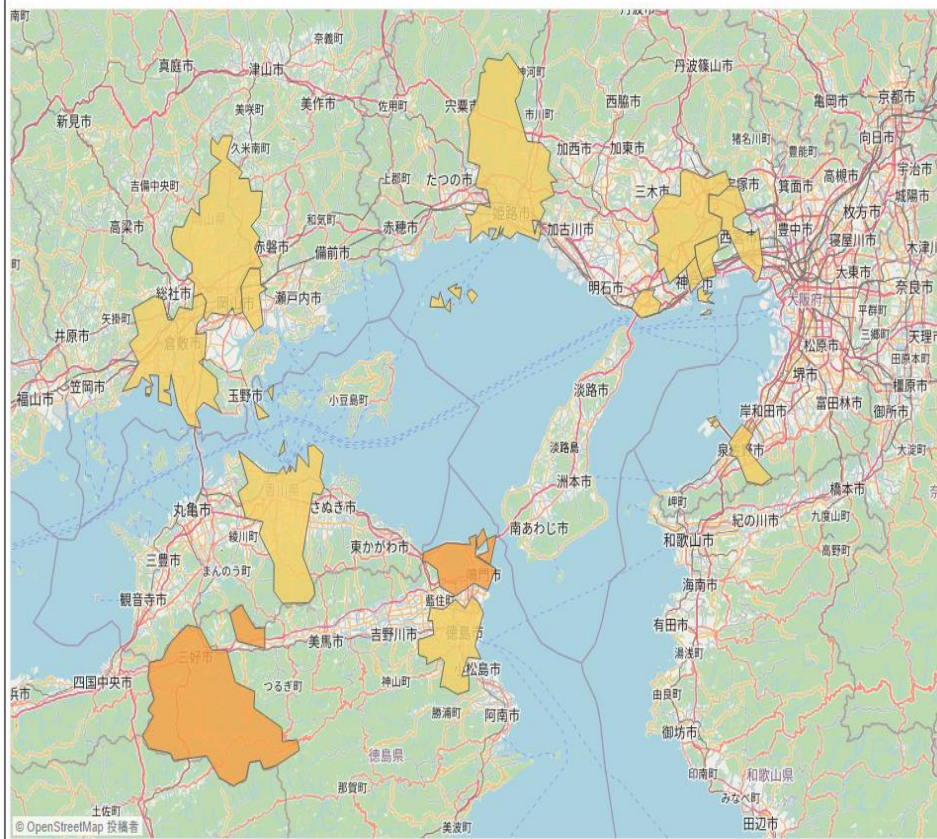 南町
奈義町
丹波市
真庭市
津山市
神河町
丹波篠山市
京都市
佐用町
宍粟
美咲町
美作市
西脇市
亀岡市
新見市
市川町
向日市
久米南町
加西市
加東市
猪名川町
能勢町
宇治市
吉備中央町
上郡町
たつの市
三木市
宝塚市
箕面市
高槻市
城陽市
高梁市
和気町
姫路市
枚方市
赤磐市
備前市
赤穂市
加古川市
豊中市
寝屋川市
木津川
町
総社市
岡山市
瀬戸内市
明石市
神戸市
大東市
奈良市
大阪府
矢掛町
平群町
井原市
倉敷市
松原市
三郷町
天理
田原本町
笠岡市
玉野市
小豆島町
淡路市
堺市
橿原市
福山市
岸和田市
富田林市
御所市
淡路島
泉佐野市
大淀町
香川県
洲本市
橋本市
丸亀市
さぬき市
岬町
紀の川市
南あわじ市
九度山町
綾川町
東かがわ市
和歌山市
高野町
三豊市
まんのう町
鳴門市
海南市
観音寺市
藍住町
有田市
美馬市
吉野川市
徳島市
三好市
湯浅町
小松島市
四国中央市
つるぎ町
神山町
浜市
由良町
勝浦町
阿南市
御坊市
徳島県
印南町
和歌山県
那賀町
みなべ町
土佐町
美波町
田辺市
© OpenStreetMap 投稿者